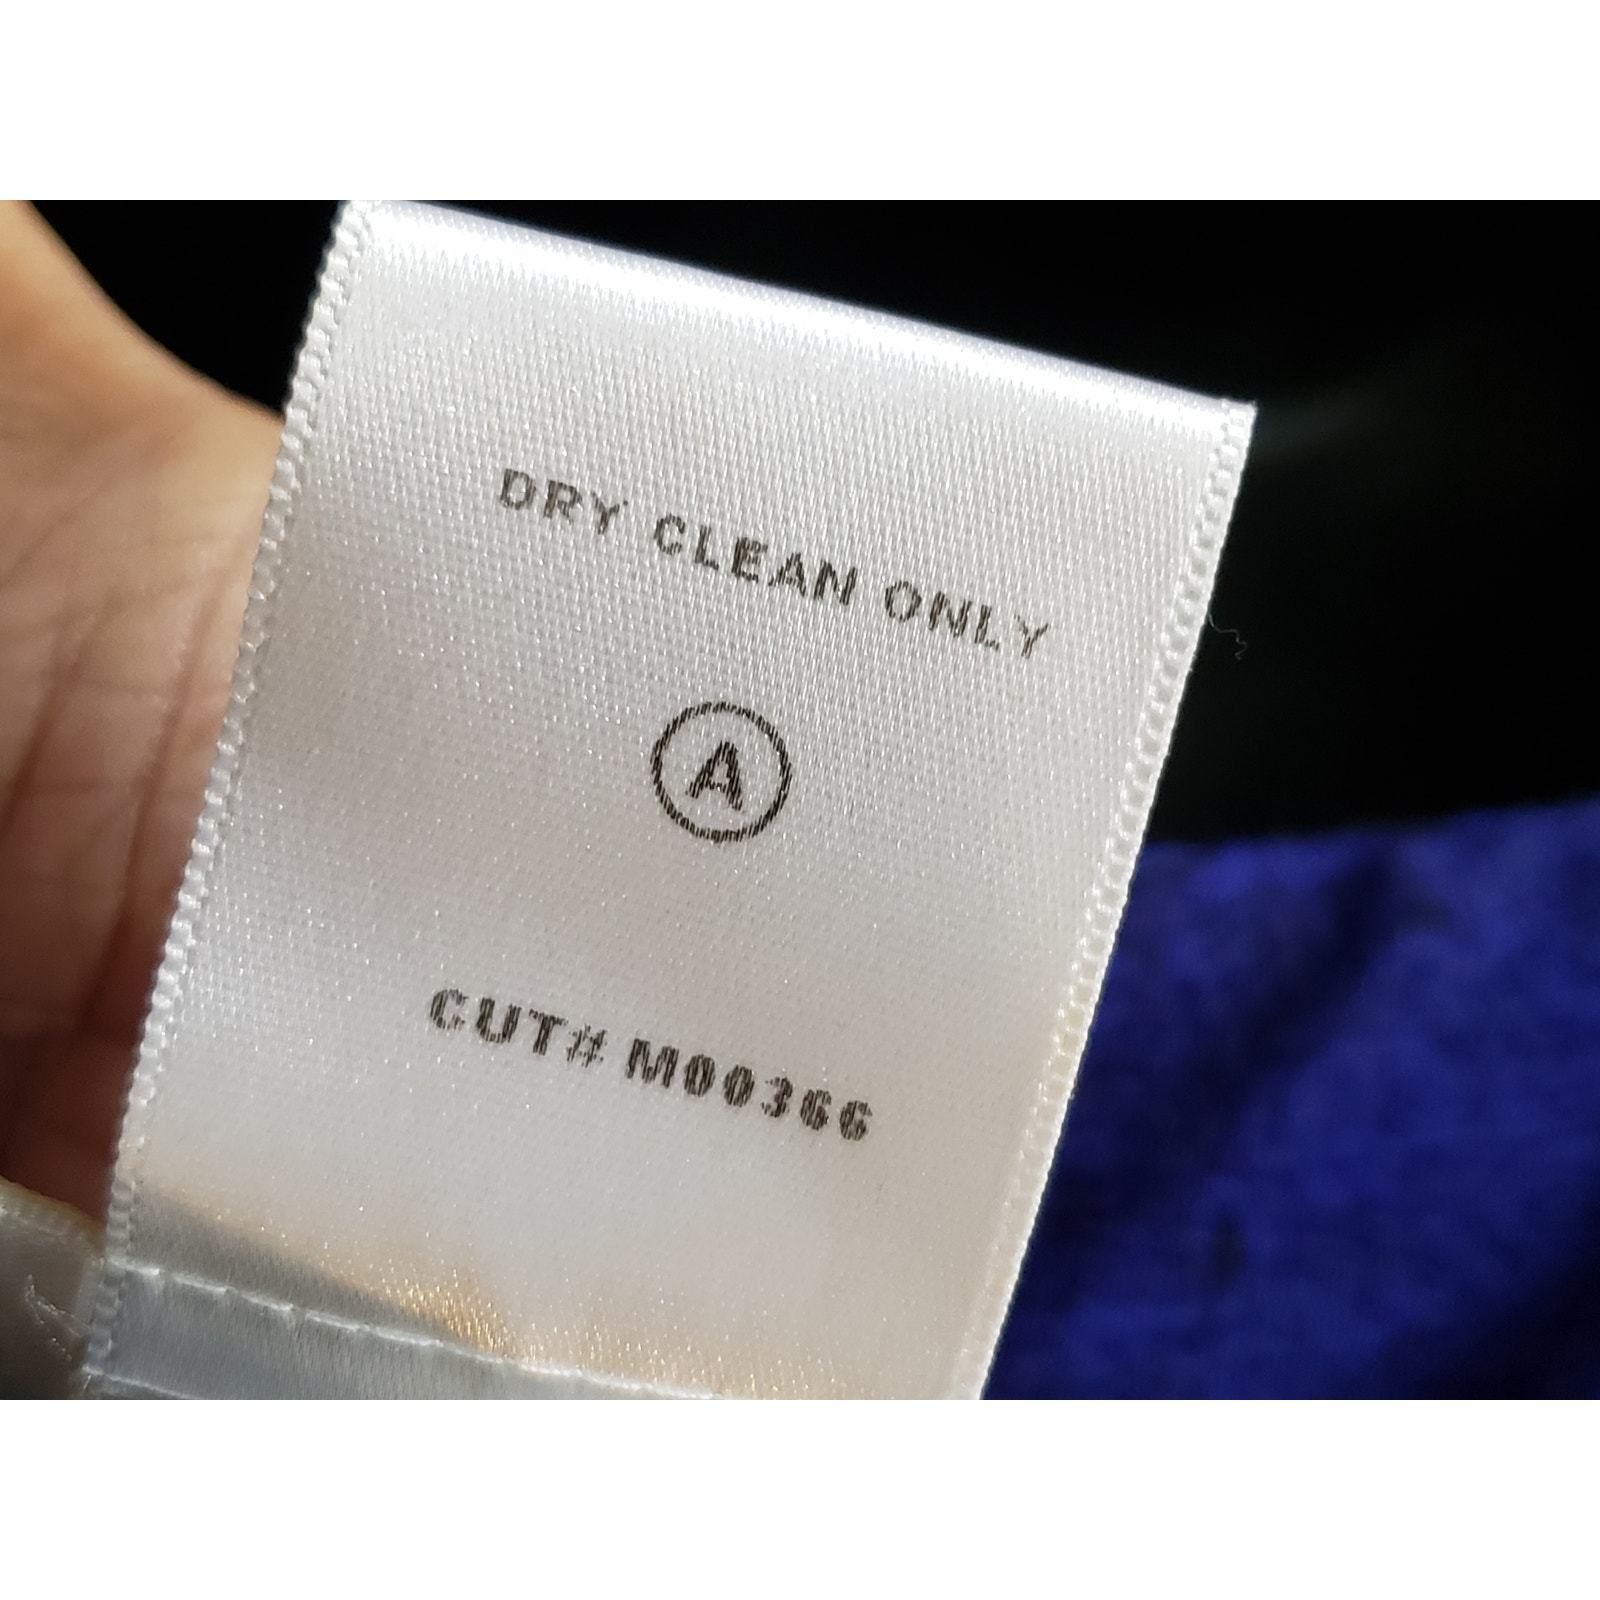 DRY CLEAN ONLY
A
CUT# M00366